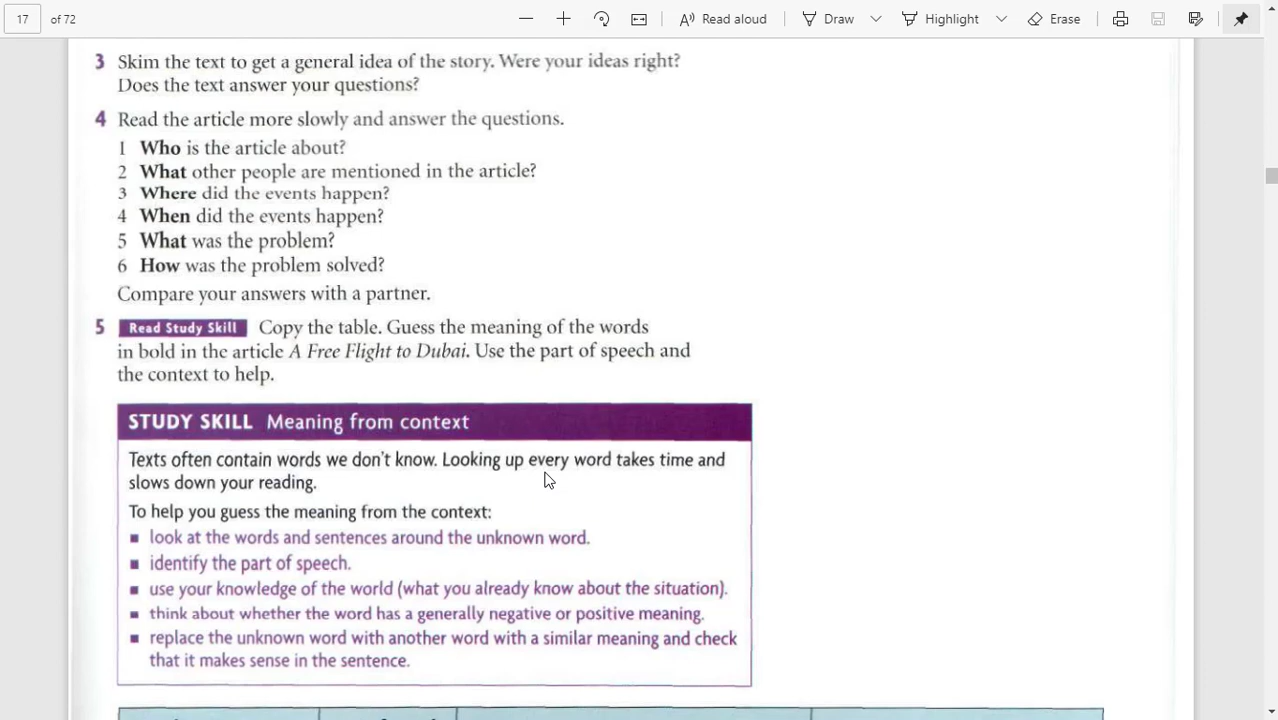 17 of 72 Read aloud Draw Highlight Erase
3 Skim the text to get a general idea of the story. Were your ideas right?
Does the text answer your questions?
4 Read the article more slowly and answer the questions.
1 Who is the article about?
2 What other people are mentioned in the article?
3 Where did the events happen?
4 When did the events happen?
5 What was the problem?
6 How was the problem solved?
Compare your answers with a partner.
5 Read Study Skill Copy the table. Guess the meaning of the words
in bold in the article A Free Flight to Dubai. Use the part of speech and
the context to help.
STUDY SKILL Meaning from context
Texts often contain words we don't know. Looking up every word takes time and
slows down your reading.
To help you guess the meaning from the context:
■ look at the words and sentences around the unknown word.
■ identify the part of speech.
■ use your knowledge of the world (what you already know about the situation).
■ think about whether the word has a generally negative or positive meaning.
■ replace the unknown word with another word with a similar meaning and check
that it makes sense in the sentence.